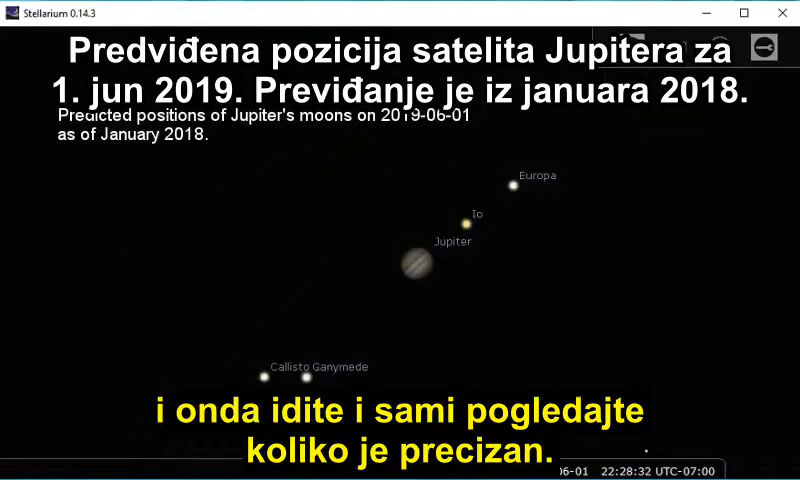 Stellarium 0.14.3
Predviđena pozicija satelita Jupitera za
1. jun 2019. Previđanje je iz januara 2018.
Predicted positions of Jupiter's moons on 2019-06-01
as of January 2018.
Europa
Io
Jupiter
Callisto Ganymede
i onda idite i sami pogledajte
koliko je precizan.
06-01 22:28:32 UTC-07:00